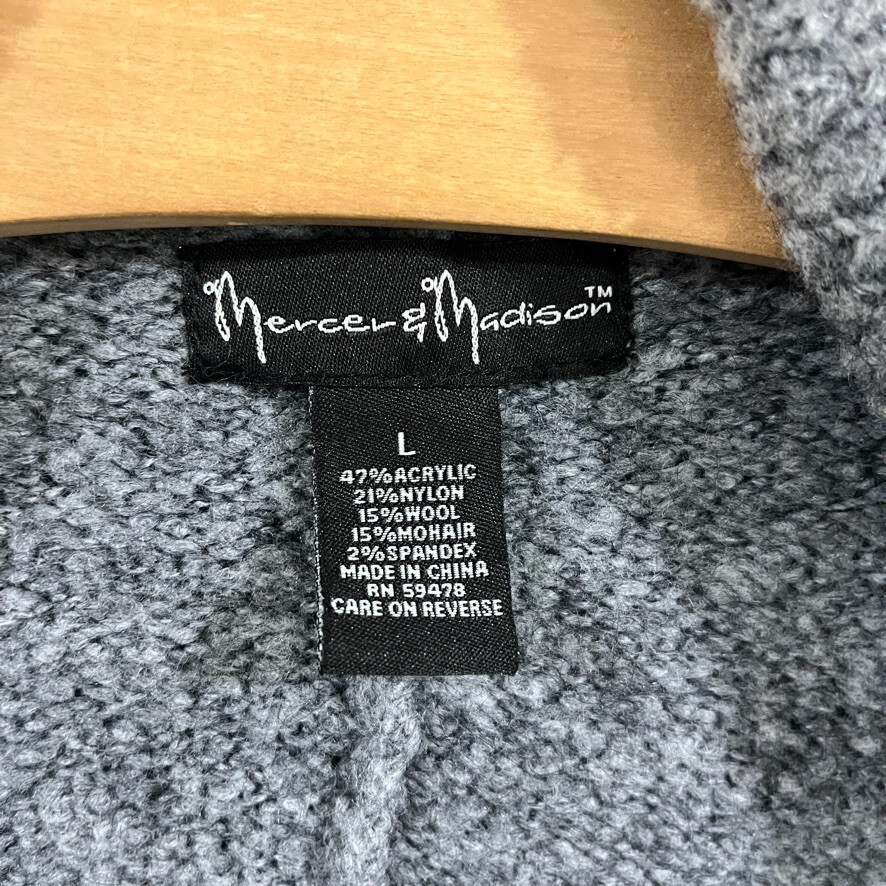 Mercer & Madison™
L
47% ACRYLIC
21% NYLON
15% WOOL
15% MOHAIR
2% SPANDEX
MADE IN CHINA
RN 59478
CARE ON REVERSE